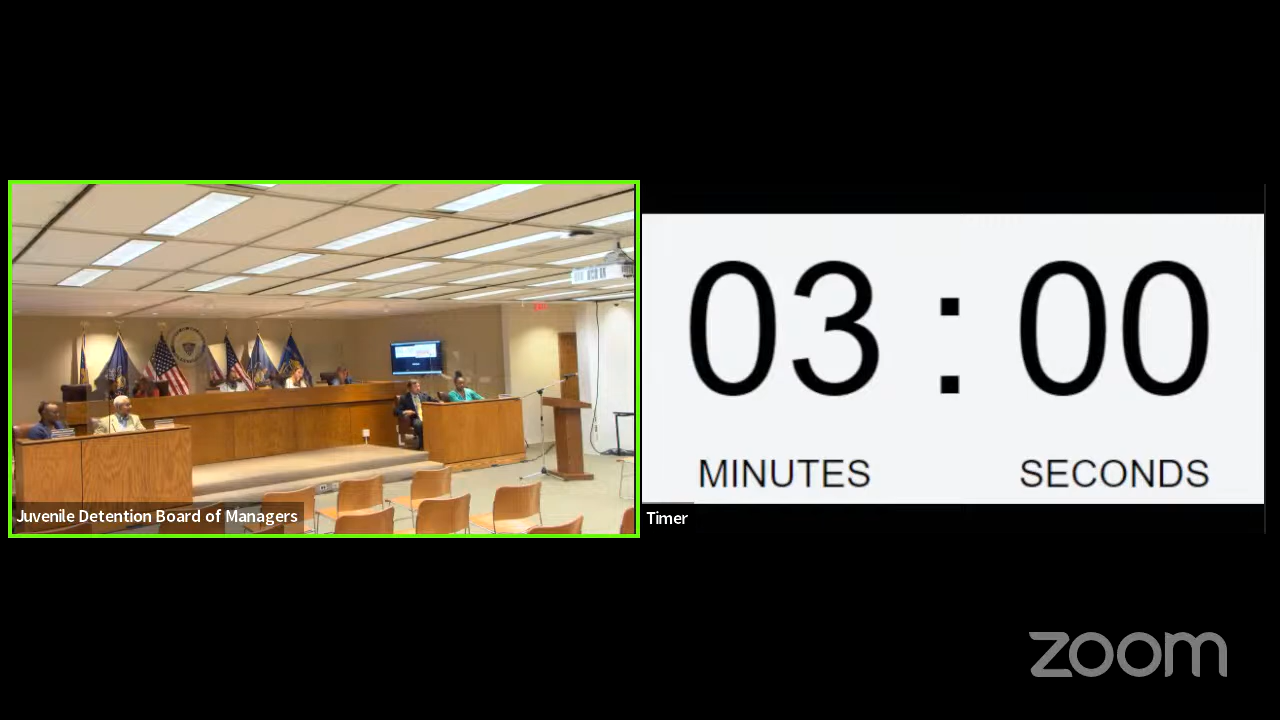 03 : 00
MINUTES SECONDS
Juvenile Detention Board of Managers
Timer
zoom